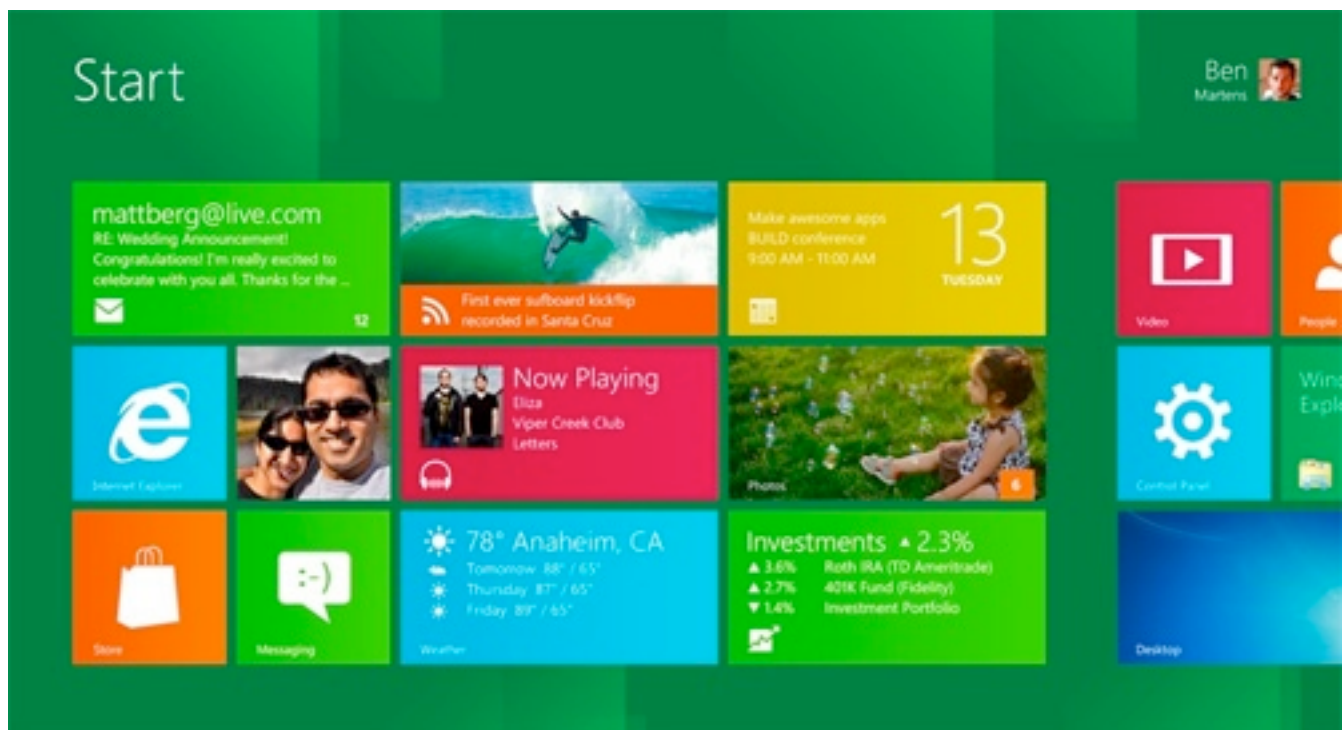 Start
Ben
Martens
mattberg@live.com
RE: Wedding Announcement!
Congratulations! I'm really excited to
celebrate with you all. Thanks for the ...
12
First ever sufboard kickflip
recorded in Santa Cruz
Make awesome apps
BUILD conference
9:00 AM - 11:00 AM
13
TUESDAY
Video
People
Internet Explorer
Now Playing
Eliza
Viper Creek Club
Letters
Photos
6
Control Panel
Wind
Explo
Store
:-)
Messaging
78° Anaheim, CA
Tomorrow 88° / 65°
Thursday 87° / 65°
Friday 89° / 65°
Weather
Investments ▲ 2.3%
▲ 3.6% Roth IRA (TD Ameritrade)
▲ 2.7% 401K Fund (Fidelity)
▼ 1.4% Investment Portfolio
Desktop